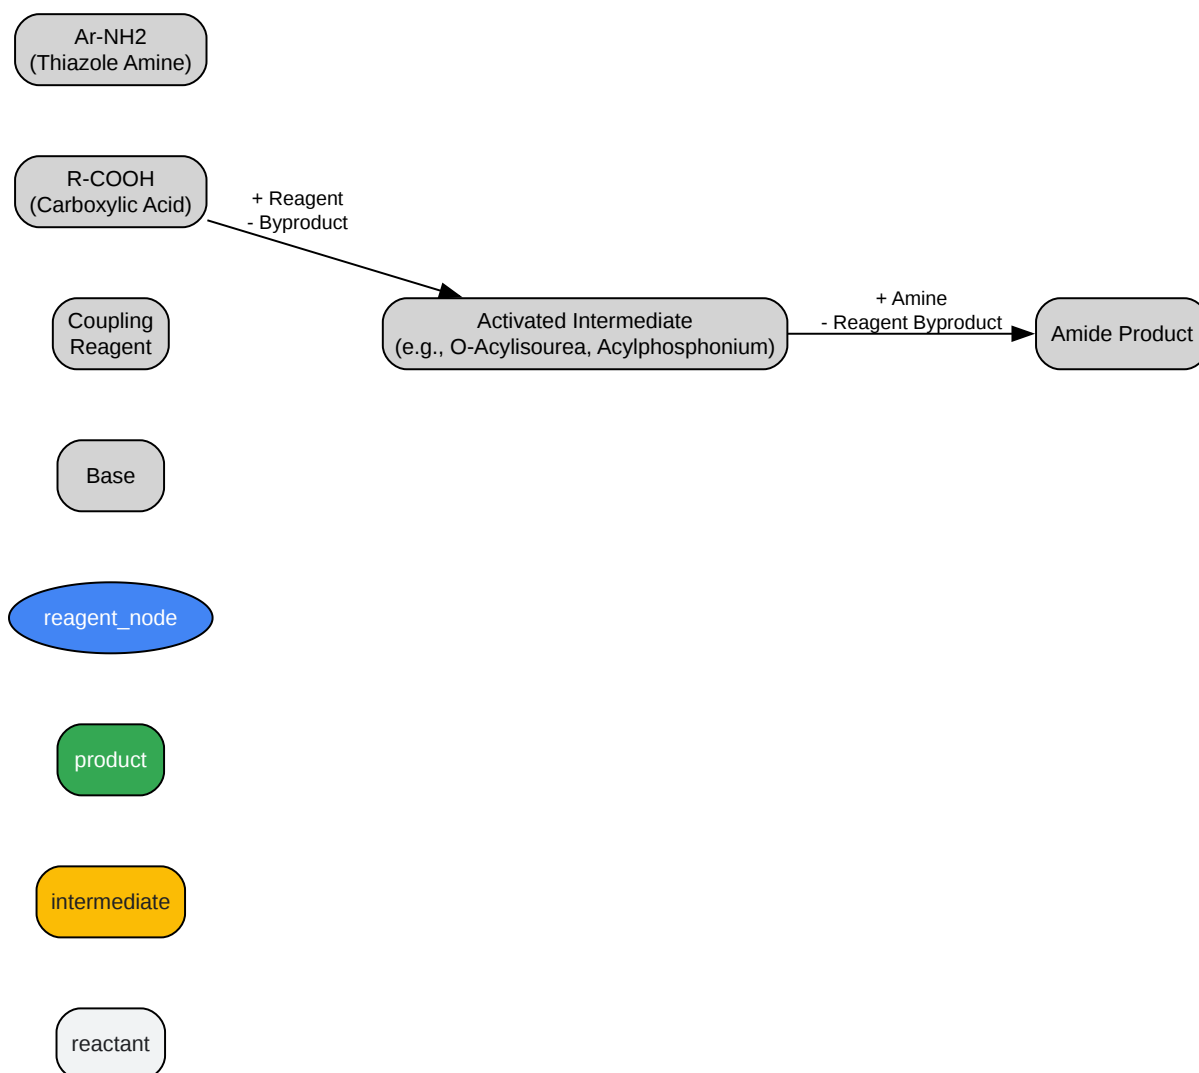 Ar-NH2
(Thiazole Amine)
R-COOH
(Carboxylic Acid)
+ Reagent
- Byproduct
Coupling
Reagent
Activated Intermediate
(e.g., O-Acylisourea, Acylphosphonium)
+ Amine
- Reagent Byproduct
Amide Product
Base
reagent_node
product
intermediate
reactant